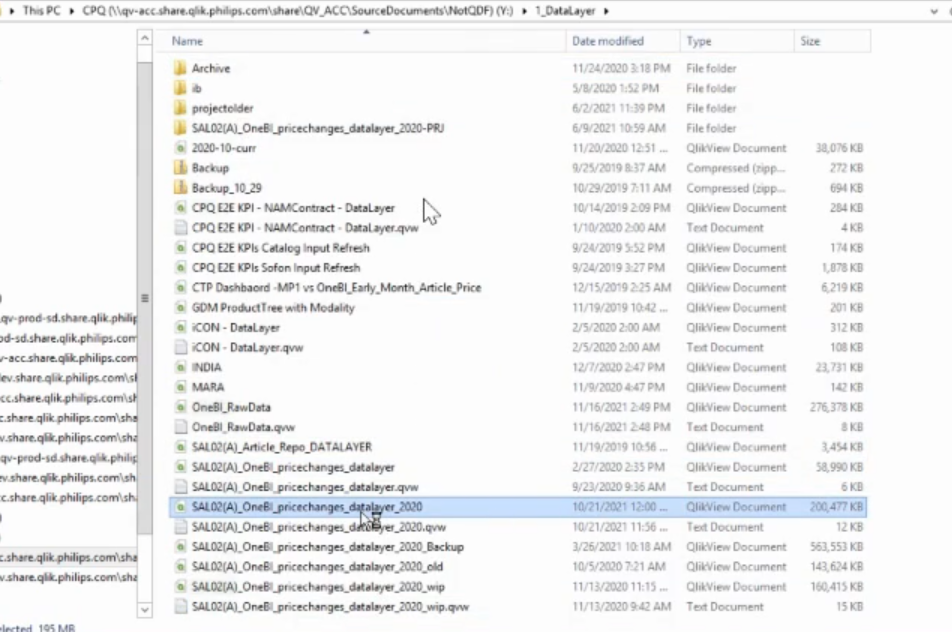 This PC ▸ CPQ (\\qv-acc.share.qlik.philips.com\share\QV_ACC\SourceDocuments\NotQDF) (Y:) ▸ 1_DataLayer ▸
Name Date modified Type Size
Archive 11/24/2020 3:18 PM File folder
ib 5/8/2020 1:52 PM File folder
projectolder 6/2/2021 11:39 PM File folder
SAL02(A)_OneBI_pricechanges_datalayer_2020-PRJ 6/9/2021 10:59 AM File folder
2020-10-curr 11/20/2020 12:51 ... QlikView Document 38,076 KB
Backup 9/25/2019 8:37 AM Compressed (zipp... 272 KB
Backup_10_29 10/29/2019 7:11 AM Compressed (zipp... 694 KB
CPQ E2E KPI - NAMContract - DataLayer 10/14/2019 2:09 PM QlikView Document 284 KB
CPQ E2E KPI - NAMContract - DataLayer.qvw 1/10/2020 2:00 AM Text Document 4 KB
CPQ E2E KPIs Catalog Input Refresh 9/24/2019 5:52 PM QlikView Document 174 KB
CPQ E2E KPIs Sofon Input Refresh 9/24/2019 3:27 PM QlikView Document 1,878 KB
CTP Dashbaord -MP1 vs OneBI_Early_Month_Article_Price 12/15/2019 2:25 AM QlikView Document 6,219 KB
GDM ProductTree with Modality 11/19/2019 10:42 ... QlikView Document 201 KB
iCON - DataLayer 2/5/2020 2:00 AM QlikView Document 312 KB
iCON - DataLayer.qvw 2/5/2020 2:00 AM Text Document 108 KB
INDIA 12/7/2020 2:47 PM QlikView Document 23,731 KB
MARA 11/9/2020 4:47 PM QlikView Document 142 KB
OneBI_RawData 11/16/2021 2:49 PM QlikView Document 276,378 KB
OneBI_RawData.qvw 11/16/2021 2:48 PM Text Document 8 KB
SAL02(A)_Article_Repo_DATALAYER 11/19/2019 10:56 ... QlikView Document 3,454 KB
SAL02(A)_OneBI_pricechanges_datalayer 2/27/2020 2:35 PM QlikView Document 58,990 KB
SAL02(A)_OneBI_pricechanges_datalayer.qvw 9/23/2020 9:36 AM Text Document 6 KB
SAL02(A)_OneBI_pricechanges_datalayer_2020 10/21/2021 12:00 ... QlikView Document 200,477 KB
SAL02(A)_OneBI_pricechanges_datalayer_2020.qvw 10/21/2021 11:56 ... Text Document 12 KB
SAL02(A)_OneBI_pricechanges_datalayer_2020_Backup 3/26/2021 10:18 AM QlikView Document 563,553 KB
SAL02(A)_OneBI_pricechanges_datalayer_2020_old 10/5/2020 7:21 AM QlikView Document 143,624 KB
SAL02(A)_OneBI_pricechanges_datalayer_2020_wip 11/13/2020 11:15 ... QlikView Document 160,415 KB
SAL02(A)_OneBI_pricechanges_datalayer_2020_wip.qvw 11/13/2020 9:42 AM Text Document 15 KB
)
qv-prod-sd.share.qlik.philip
od-sd.share.qlik.philips.com
v-acc.share.qlik.philips.com
lev.share.qlik.philips.com\sl
cc.share.qlik.philips.com\sh
c.share.qlik.philips.com\sha
v.share.qlik.philips.com\sha
qv-prod-sd.share.qlik.philip
ev.share.qlik.philips.com\sh
cc.share.qlik.philips.com\sh
)
c.share.qlik.philips.com\sha
v.share.qlik.philips.com\sha
elected 195 MB